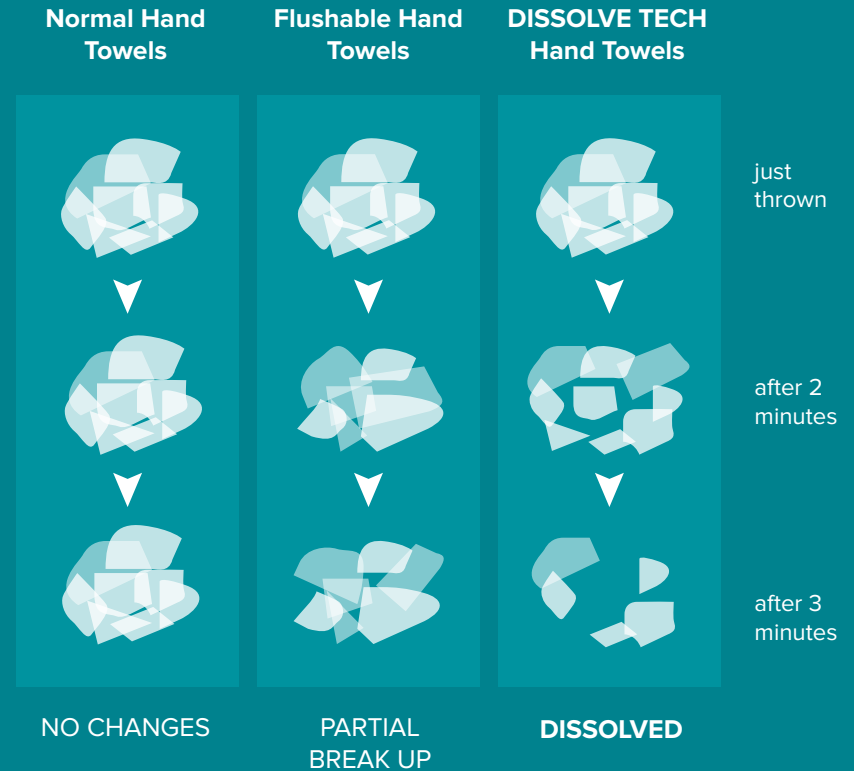 Normal Hand
Towels
Flushable Hand
Towels
DISSOLVE TECH
Hand Towels
just
thrown
after 2
minutes
after 3
minutes
NO CHANGES
PARTIAL
BREAK UP
DISSOLVED